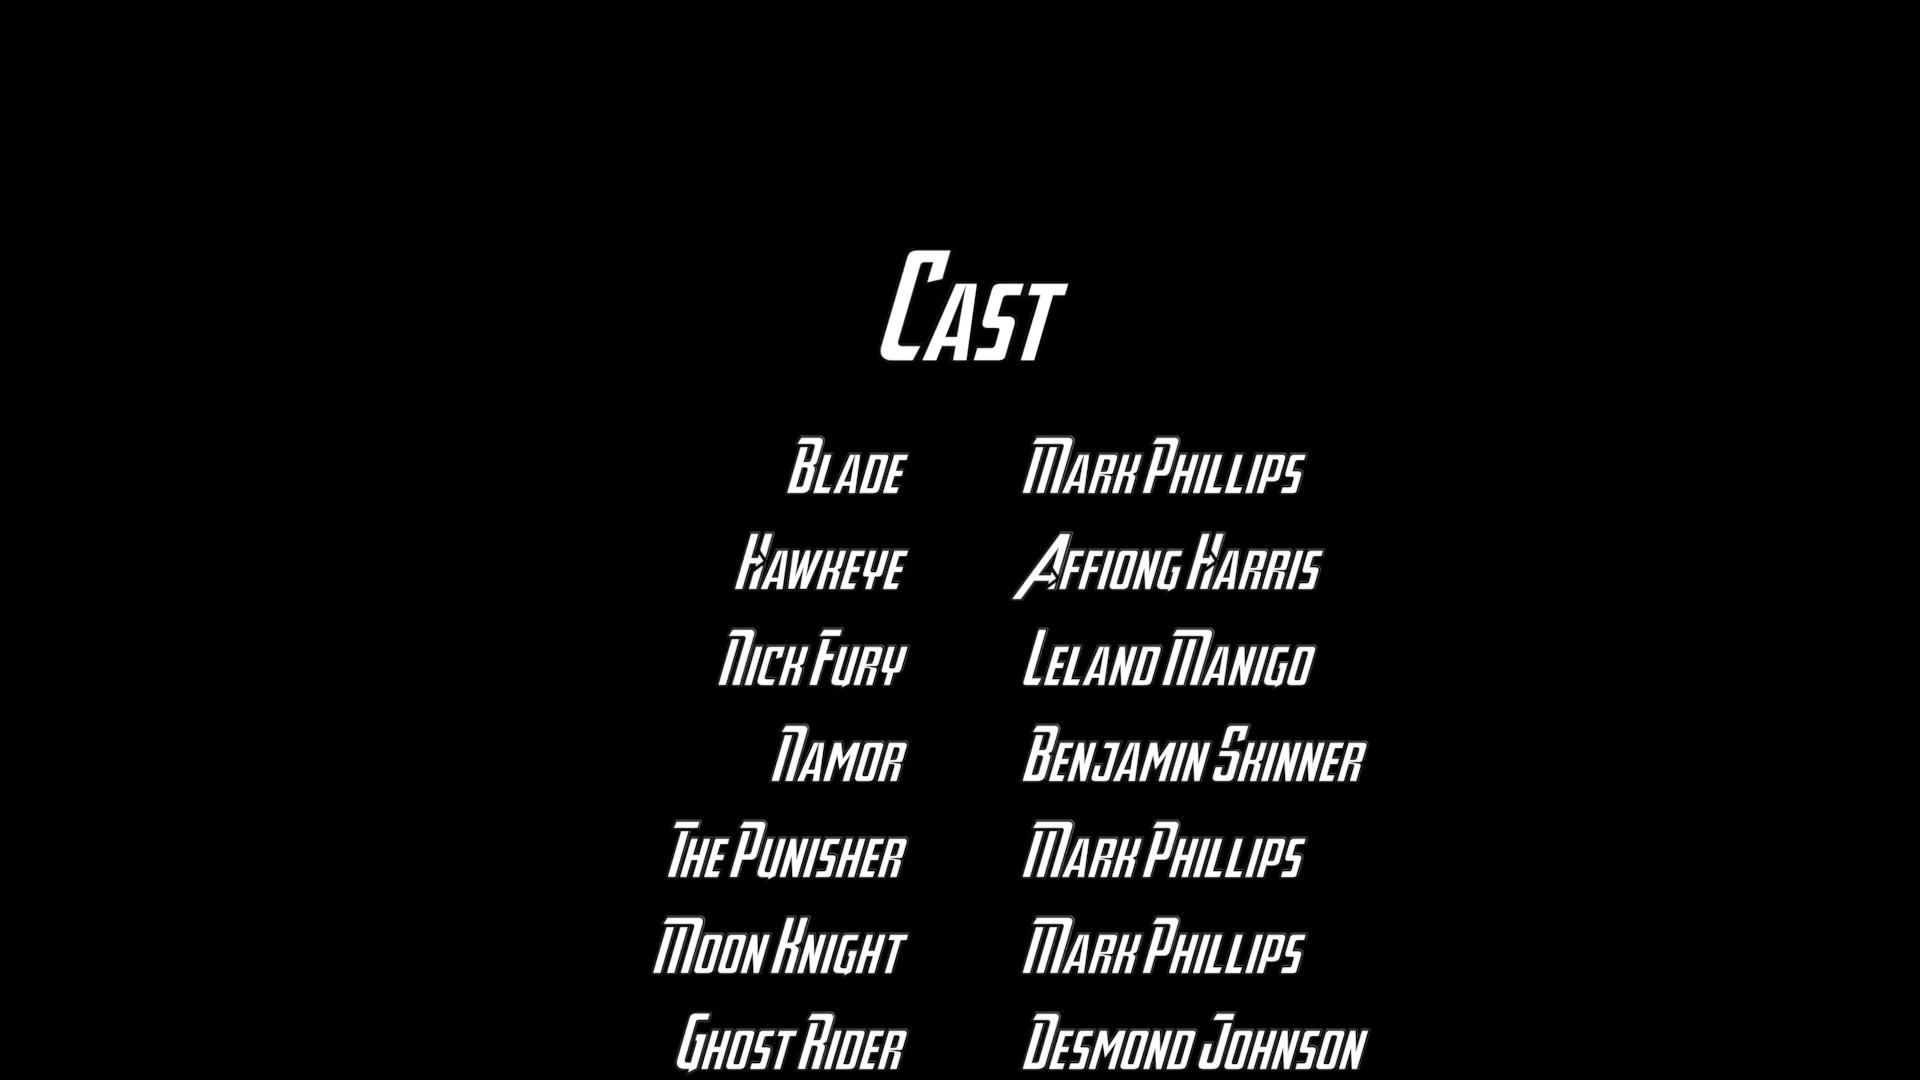 Cast
Blade Mark Phillips
Hawkeye Affiong Harris
Nick Fury Leland Manigo
Namor Benjamin Skinner
The Punisher Mark Phillips
Moon Knight Mark Phillips
Ghost Rider Desmond Johnson